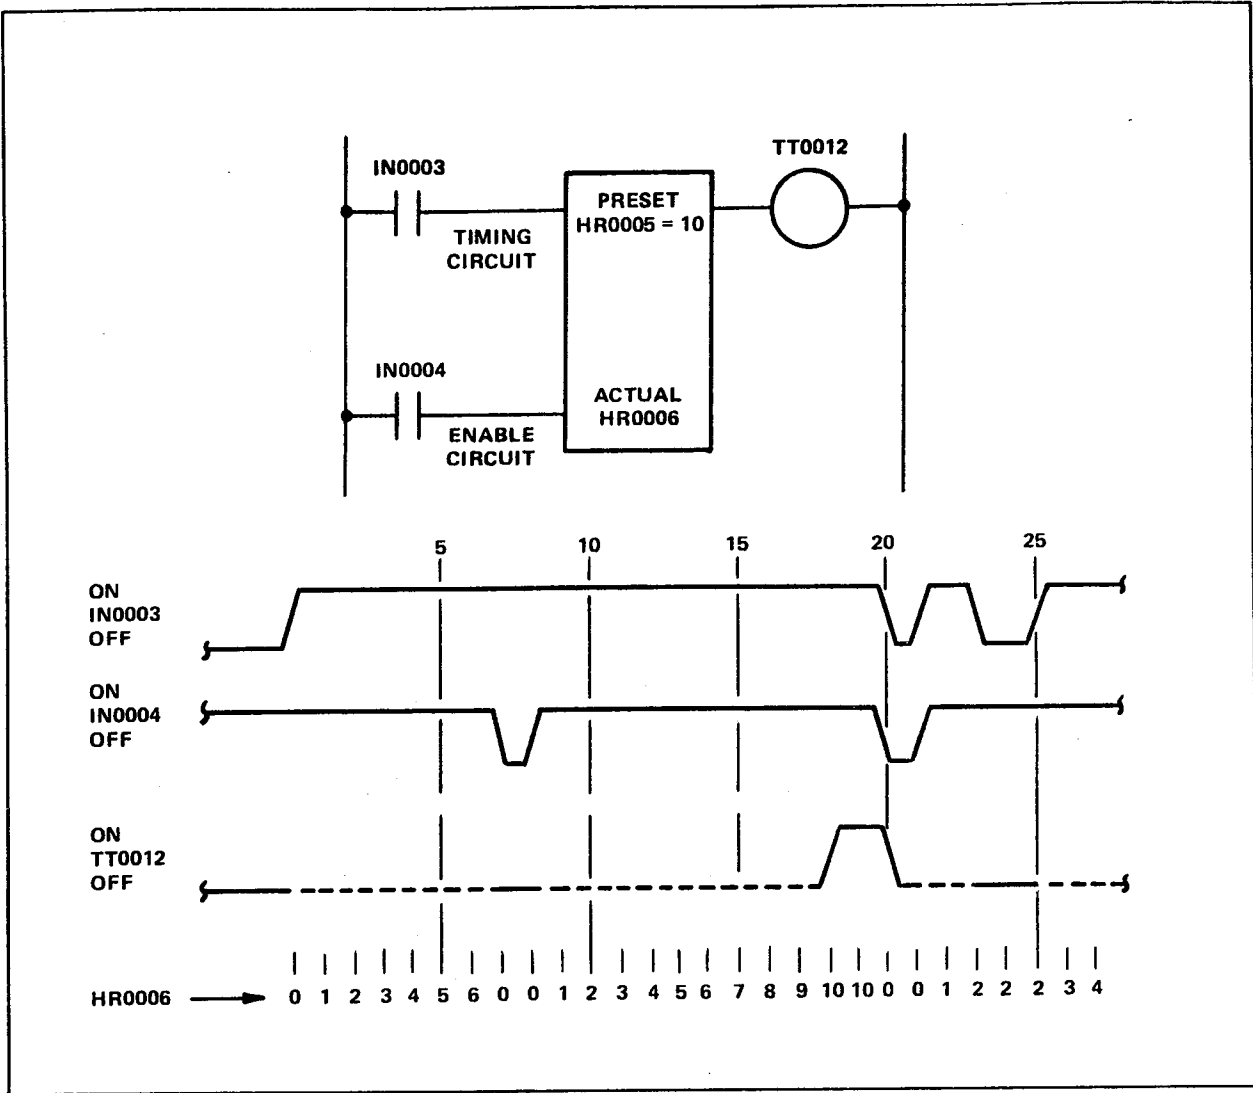 TT0012
IN0003
PRESET
HR0005 = 10
TIMING
CIRCUIT
IN0004
ACTUAL
HR0006
ENABLE
CIRCUIT
5 10 15 20 25
ON
IN0003
OFF
ON
IN0004
OFF
ON
TT0012
OFF
HR0006 0 1 2 3 4 5 6 0 0 1 2 3 4 5 6 7 8 9 10 10 0 0 1 2 2 2 3 4